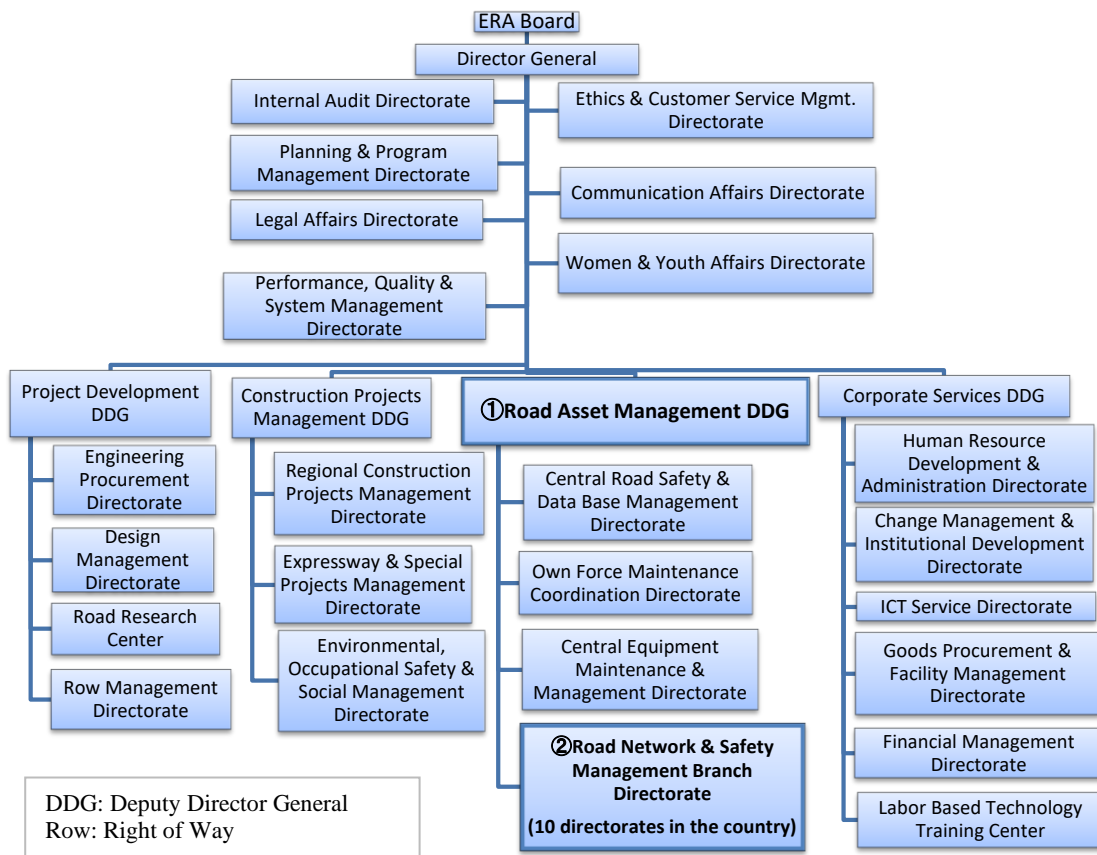 ERA Board
Director General
Internal Audit Directorate
Ethics & Customer Service Mgmt.
Directorate
Planning & Program
Management Directorate
Communication Affairs Directorate
Legal Affairs Directorate
Women & Youth Affairs Directorate
Performance, Quality &
System Management
Directorate
Project Development
DDG
Engineering
Procurement
Directorate
Design
Management
Directorate
Road Research
Center
Row Management
Directorate
Construction Projects
Management DDG
Regional Construction
Projects Management
Directorate
Expressway & Special
Projects Management
Directorate
Environmental,
Occupational Safety &
Social Management
Directorate
①Road Asset Management DDG
Central Road Safety &
Data Base Management
Directorate
Own Force Maintenance
Coordination Directorate
Central Equipment
Maintenance &
Management Directorate
②Road Network & Safety
Management Branch
Directorate
(10 directorates in the country)
Corporate Services DDG
Human Resource
Development &
Administration Directorate
Change Management &
Institutional Development
Directorate
ICT Service Directorate
Goods Procurement &
Facility Management
Directorate
Financial Management
Directorate
Labor Based Technology
Training Center
DDG: Deputy Director General
Row: Right of Way